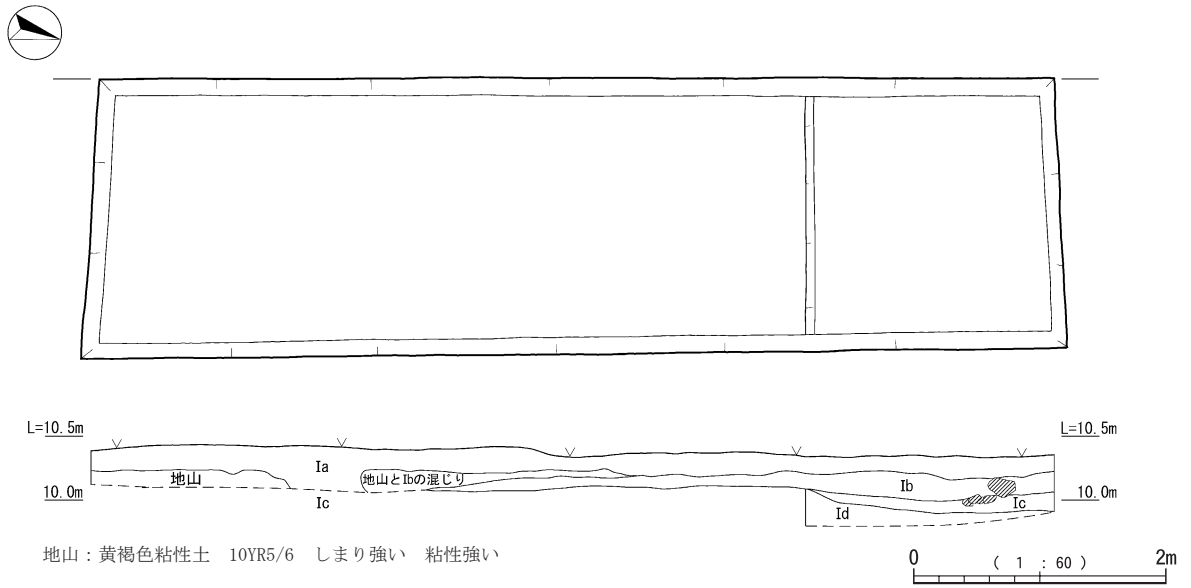 L=10.5m
L=10.5m
Ia
地山
地山とIbの混じり
Ib
10.0m
10.0m
Ic
Ic
Id
地山：黄褐色粘性土　10YR5/6　しまり強い　粘性強い
0 ( 1 : 60 ) 2m